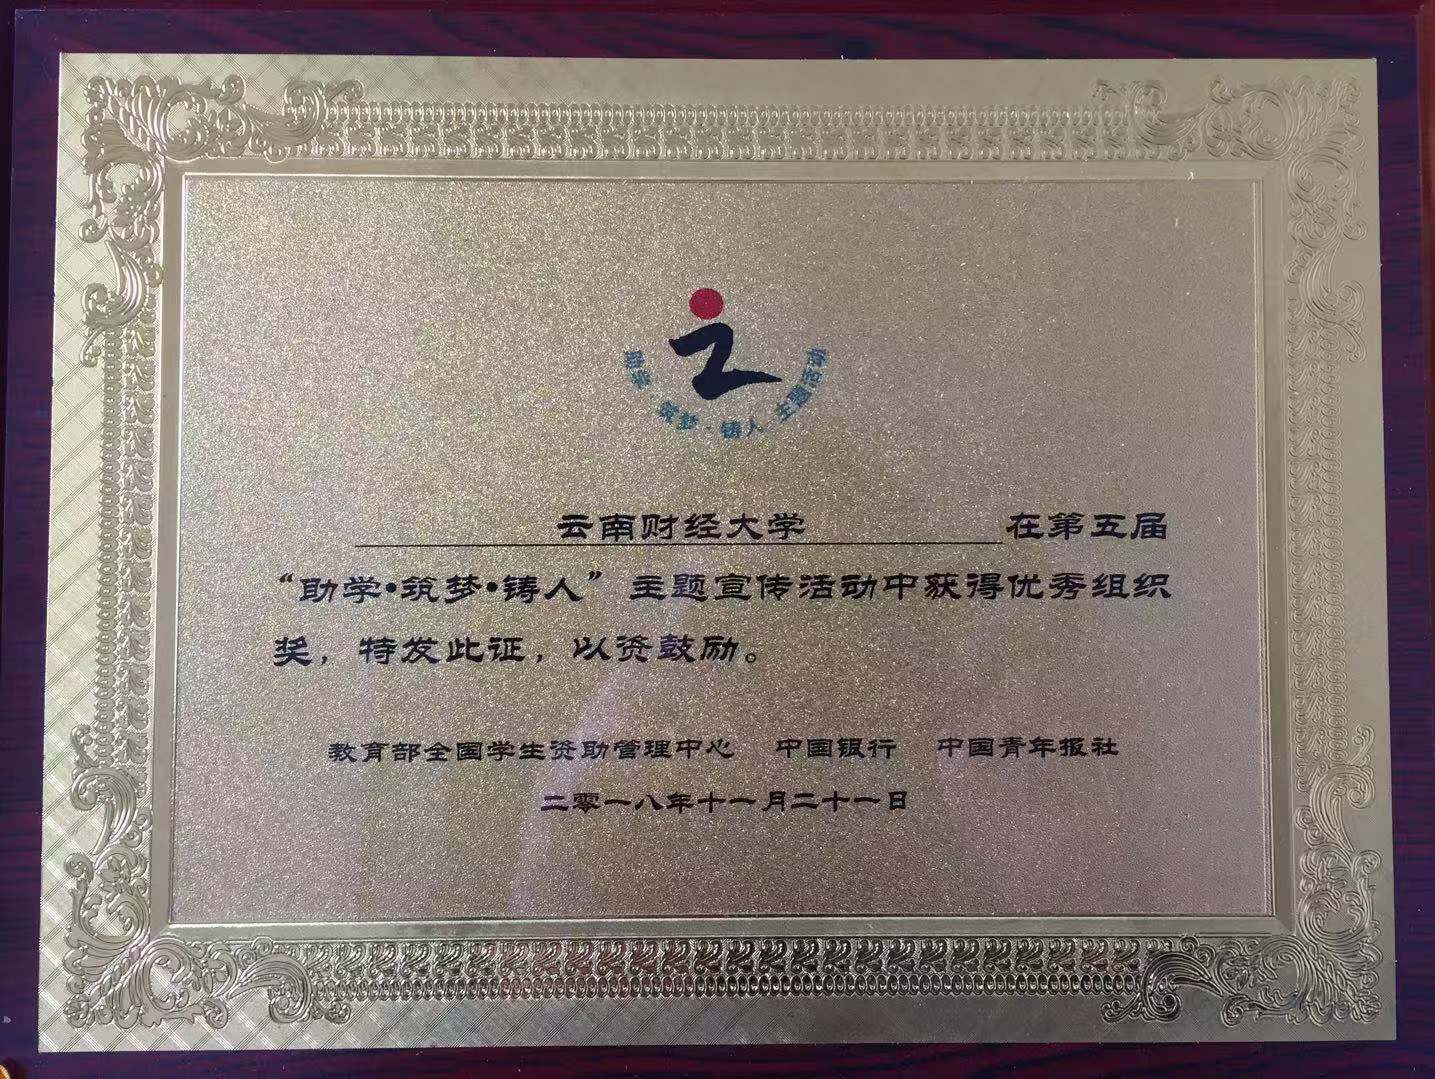 助学·筑梦·铸人 主题活动
云南财经大学 在第五届
“助学•筑梦•铸人”主题宣传活动中获得优秀组织
奖，特发此证，以资鼓励。
教育部全国学生资助管理中心 中国银行 中国青年报社
二零一八年十一月二十一日